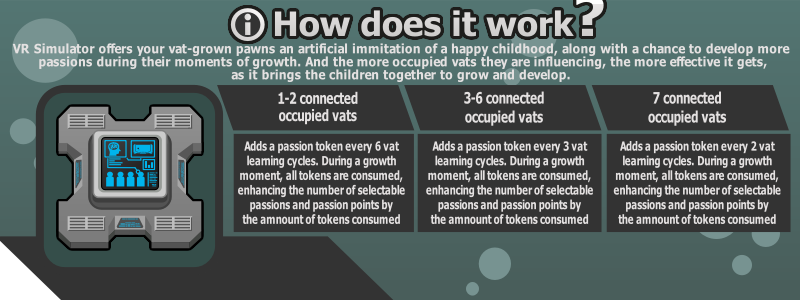 How does it work?
VR Simulator offers your vat-grown pawns an artificial immitation of a happy childhood, along with a chance to develop more
passions during their moments of growth. And the more occupied vats they are influencing, the more effective it gets,
as it brings the children together to grow and develop.
1-2 connected
occupied vats
Adds a passion token every 6 vat
learning cycles. During a growth
moment, all tokens are consumed,
enhancing the number of selectable
passions and passion points by
the amnount of tokens consumed
3-6 connected
occupied vats
Adds a passion token every 3 vat
learning cycles. During a growth
moment, all tokens are consumed,
enhancing the number of selectable
passions and passion points by
the amnount of tokens consumed
7 connected
occupied vats
Adds a passion token every 2 vat
learning cycles. During a growth
moment, all tokens are consumed,
enhancing the number of selectable
passions and passion points by
the amnount of tokens consumed